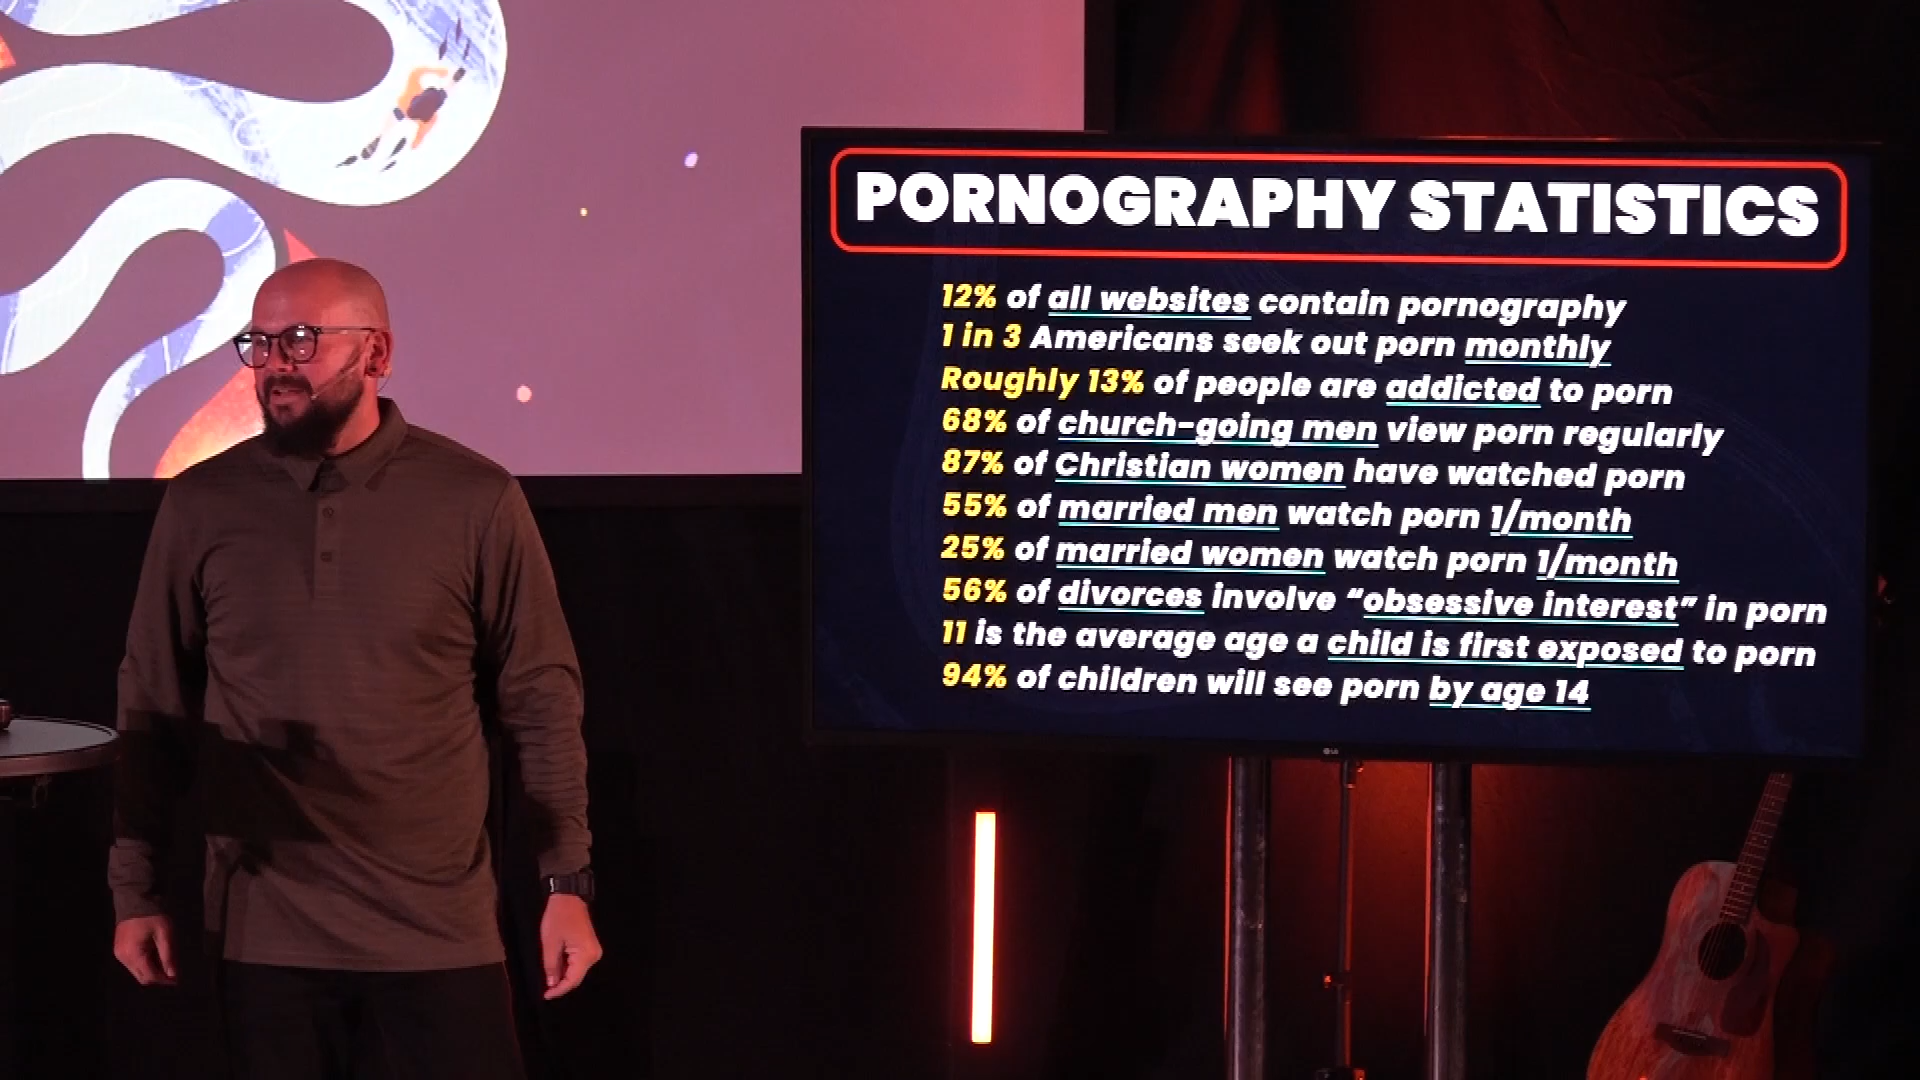 PORNOGRAPHY STATISTICS
12% of all websites contain pornography
1 in 3 Americans seek out porn monthly
Roughly 13% of people are addicted to porn
68% of church-going men view porn regularly
87% of Christian women have watched porn
55% of married men watch porn 1/month
25% of married women watch porn 1/month
56% of divorces involve “obsessive interest” in porn
11 is the average age a child is first exposed to porn
94% of children will see porn by age 14
LG